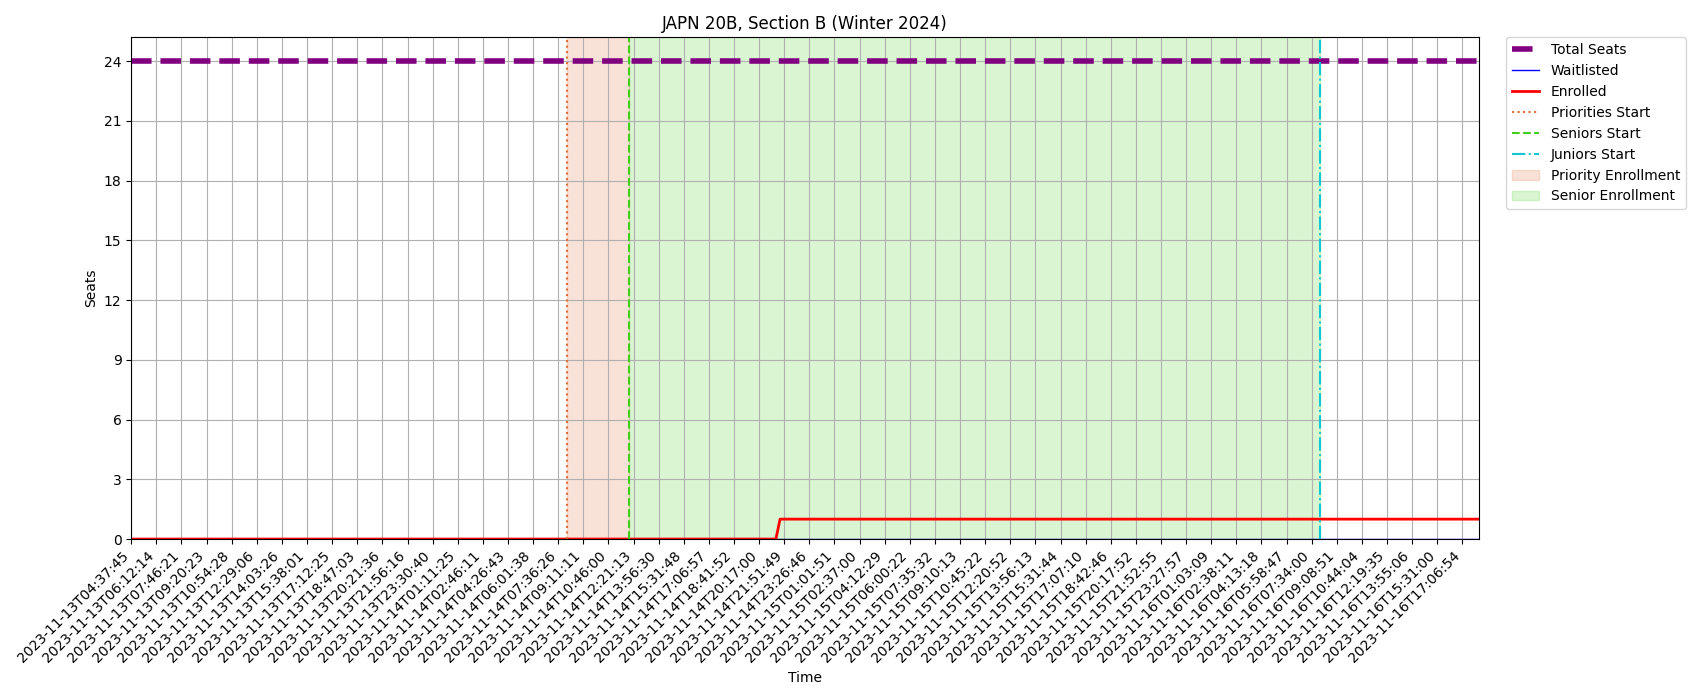 JAPN 20B, Section B (Winter 2024)
Total Seats
Waitlisted
Enrolled
Priorities Start
Seniors Start
Juniors Start
Priority Enrollment
Senior Enrollment
Seats
24
21
18
15
12
9
6
3
0
2023-11-13T04:37:45
2023-11-13T06:12:14
2023-11-13T07:46:21
2023-11-13T09:20:23
2023-11-13T10:54:28
2023-11-13T12:29:06
2023-11-13T14:03:26
2023-11-13T15:38:01
2023-11-13T17:12:25
2023-11-13T18:47:03
2023-11-13T20:21:36
2023-11-13T21:56:16
2023-11-13T23:30:40
2023-11-14T01:11:25
2023-11-14T02:46:11
2023-11-14T04:26:43
2023-11-14T06:01:38
2023-11-14T07:36:26
2023-11-14T09:11:11
2023-11-14T10:46:00
2023-11-14T12:21:13
2023-11-14T13:56:30
2023-11-14T15:31:48
2023-11-14T17:06:57
2023-11-14T18:41:52
2023-11-14T20:17:00
2023-11-14T21:51:49
2023-11-14T23:26:46
2023-11-15T01:01:51
2023-11-15T02:37:00
2023-11-15T04:12:29
2023-11-15T06:00:22
2023-11-15T07:35:32
2023-11-15T09:10:13
2023-11-15T10:45:22
2023-11-15T12:20:52
2023-11-15T13:56:13
2023-11-15T15:31:44
2023-11-15T17:07:10
2023-11-15T18:42:46
2023-11-15T20:17:52
2023-11-15T21:52:55
2023-11-15T23:27:57
2023-11-16T01:03:09
2023-11-16T02:38:11
2023-11-16T04:13:18
2023-11-16T05:58:47
2023-11-16T07:34:00
2023-11-16T09:08:51
2023-11-16T10:44:04
2023-11-16T12:19:35
2023-11-16T13:55:06
2023-11-16T15:31:00
2023-11-16T17:06:54
Time